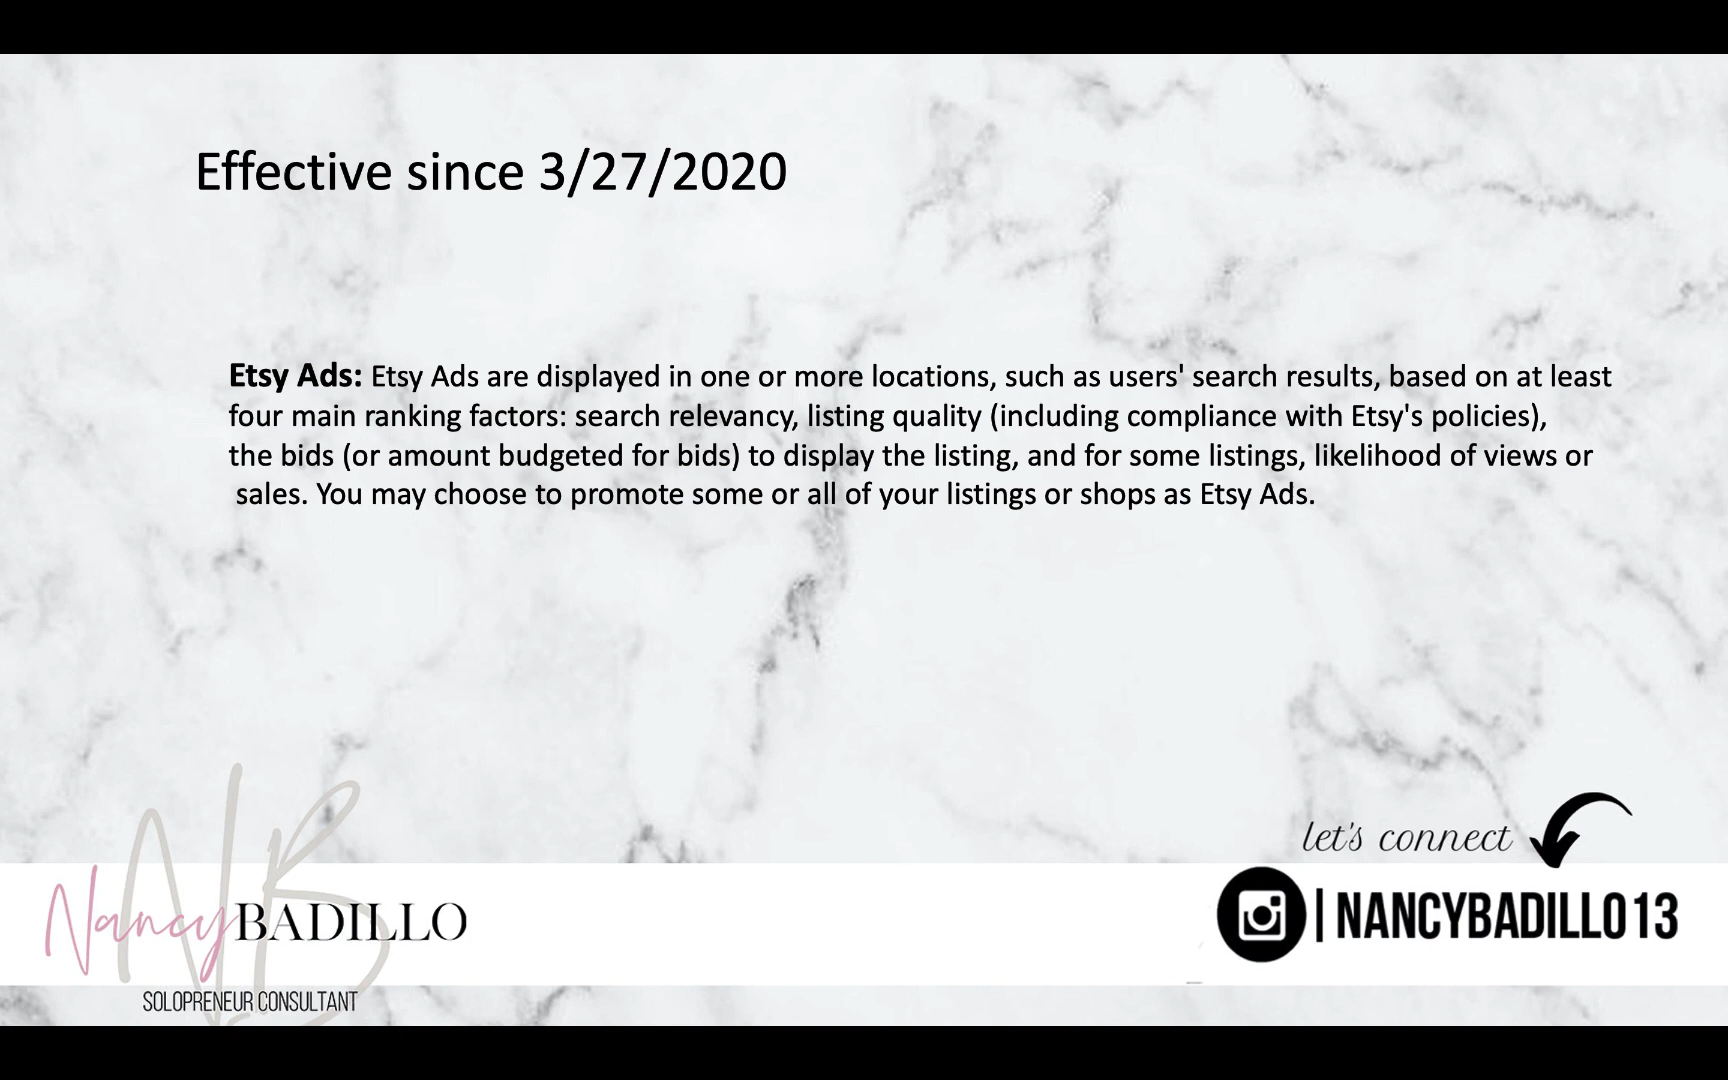 Effective since 3/27/2020
Etsy Ads: Etsy Ads are displayed in one or more locations, such as users' search results, based on at least
four main ranking factors: search relevancy, listing quality (including compliance with Etsy's policies),
the bids (or amount budgeted for bids) to display the listing, and for some listings, likelihood of views or
sales. You may choose to promote some or all of your listings or shops as Etsy Ads.
let's connect
NB
Nancy BADILLO
| NANCYBADILLO13
SOLOPRENEUR CONSULTANT